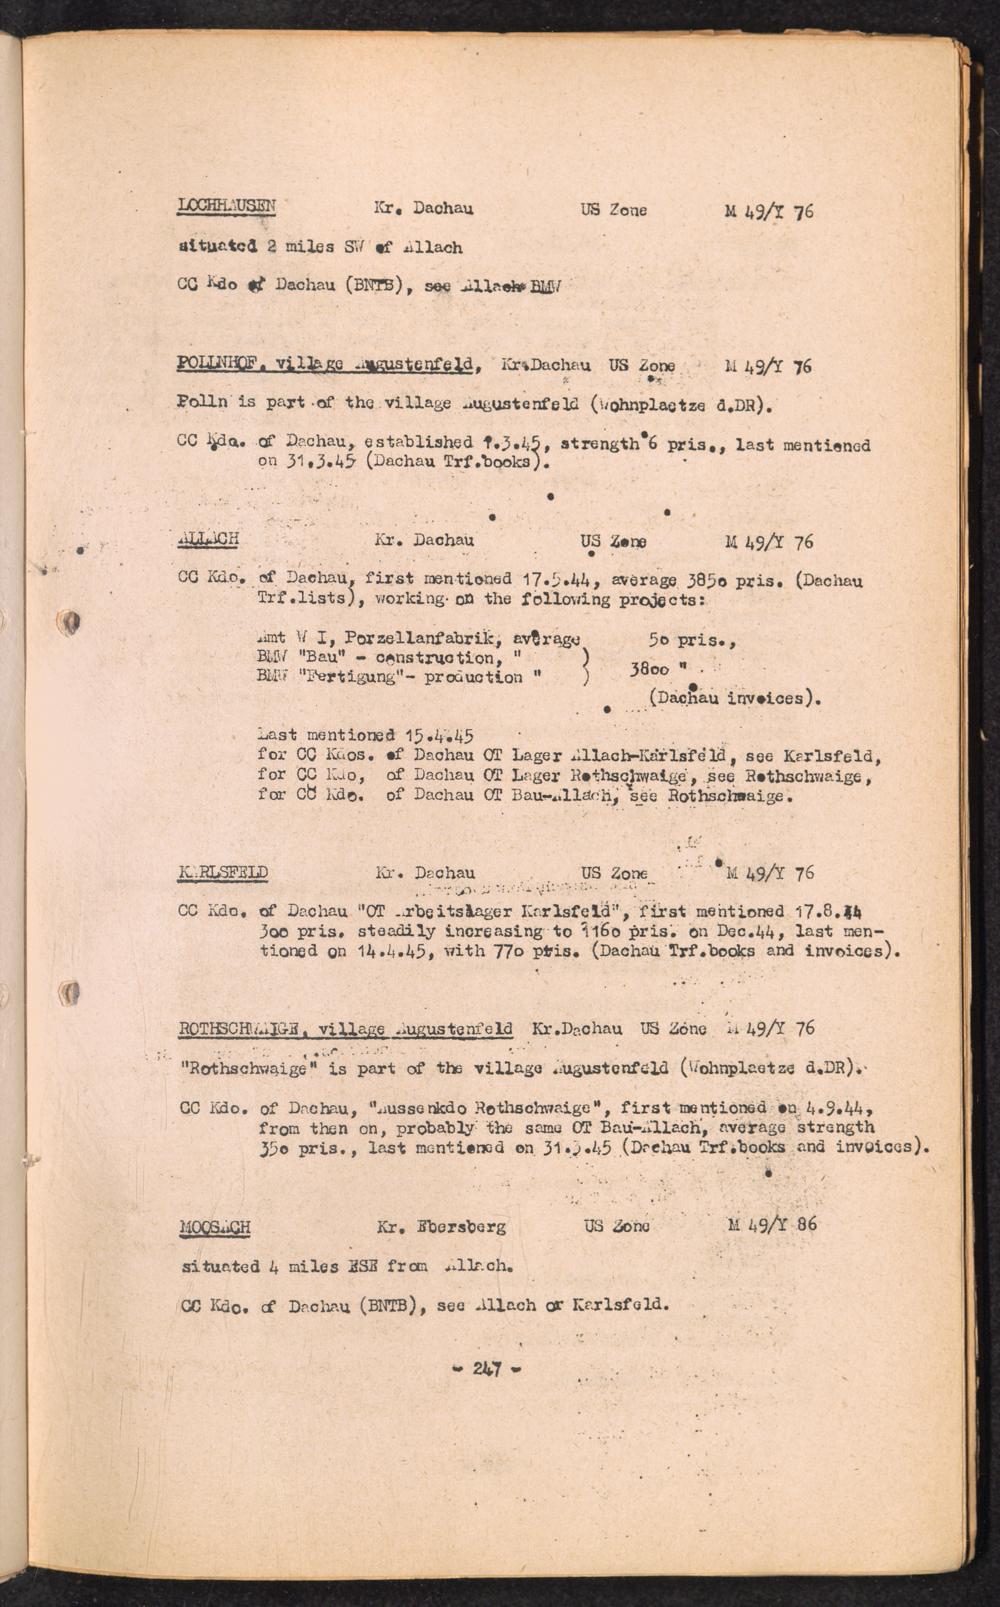 LOCHHAUSEN Kr. Dachau US Zone M 49/Y 76
situated 2 miles SW of Allach
CC Kdo of Dachau (BNTB), see Allach BMW
POLLNHOF, village Augustenfeld, Kr.Dachau US Zone M 49/Y 76
Polln is part of the village Augustenfeld (Wohnplaetze d.DR).
CC Kdo. of Dachau, established 1.3.45, strength 6 pris., last mentioned
on 31.3.45 (Dachau Trf.books).
ALLACH Kr. Dachau US Zone M 49/Y 76
CC Kdo. of Dachau, first mentioned 17.5.44, average 3850 pris. (Dachau
Trf.lists), working on the following projects:
Amt W I, Porzellanfabrik, average 50 pris.,
BMW "Bau" - construction, " )
BMW "Fertigung"- production " ) 3800 "
(Dachau invoices).
Last mentioned 15.4.45
for CC Kdos. of Dachau OT Lager Allach-Karlsfeld, see Karlsfeld,
for CC Kdo, of Dachau OT Lager Rothschwaige, see Rothschwaige,
for CC Kdo. of Dachau OT Bau-Allach, see Rothschwaige.
KARLSFELD Kr. Dachau US Zone M 49/Y 76
CC Kdo. of Dachau "OT Arbeitslager Karlsfeld", first mentioned 17.8.44
300 pris. steadily increasing to 1160 pris. on Dec.44, last men-
tioned on 14.4.45, with 770 pris. (Dachau Trf.books and invoices).
ROTHSCHWAIGE, village Augustenfeld Kr.Dachau US Zone M 49/Y 76
"Rothschwaige" is part of the village Augustenfeld (Wohnplaetze d.DR).
CC Kdo. of Dachau, "Aussenkdo Rothschwaige", first mentioned on 4.9.44,
from then on, probably the same OT Bau-Allach, average strength
350 pris., last mentioned on (Dachau Trf.books and invoices).
MOOSACH Kr. Ebersberg US Zone M 49/Y 86
situated 4 miles ESE from Allach.
CC Kdo. of Dachau (BNTB), see Allach or Karlsfeld.
- 247 -